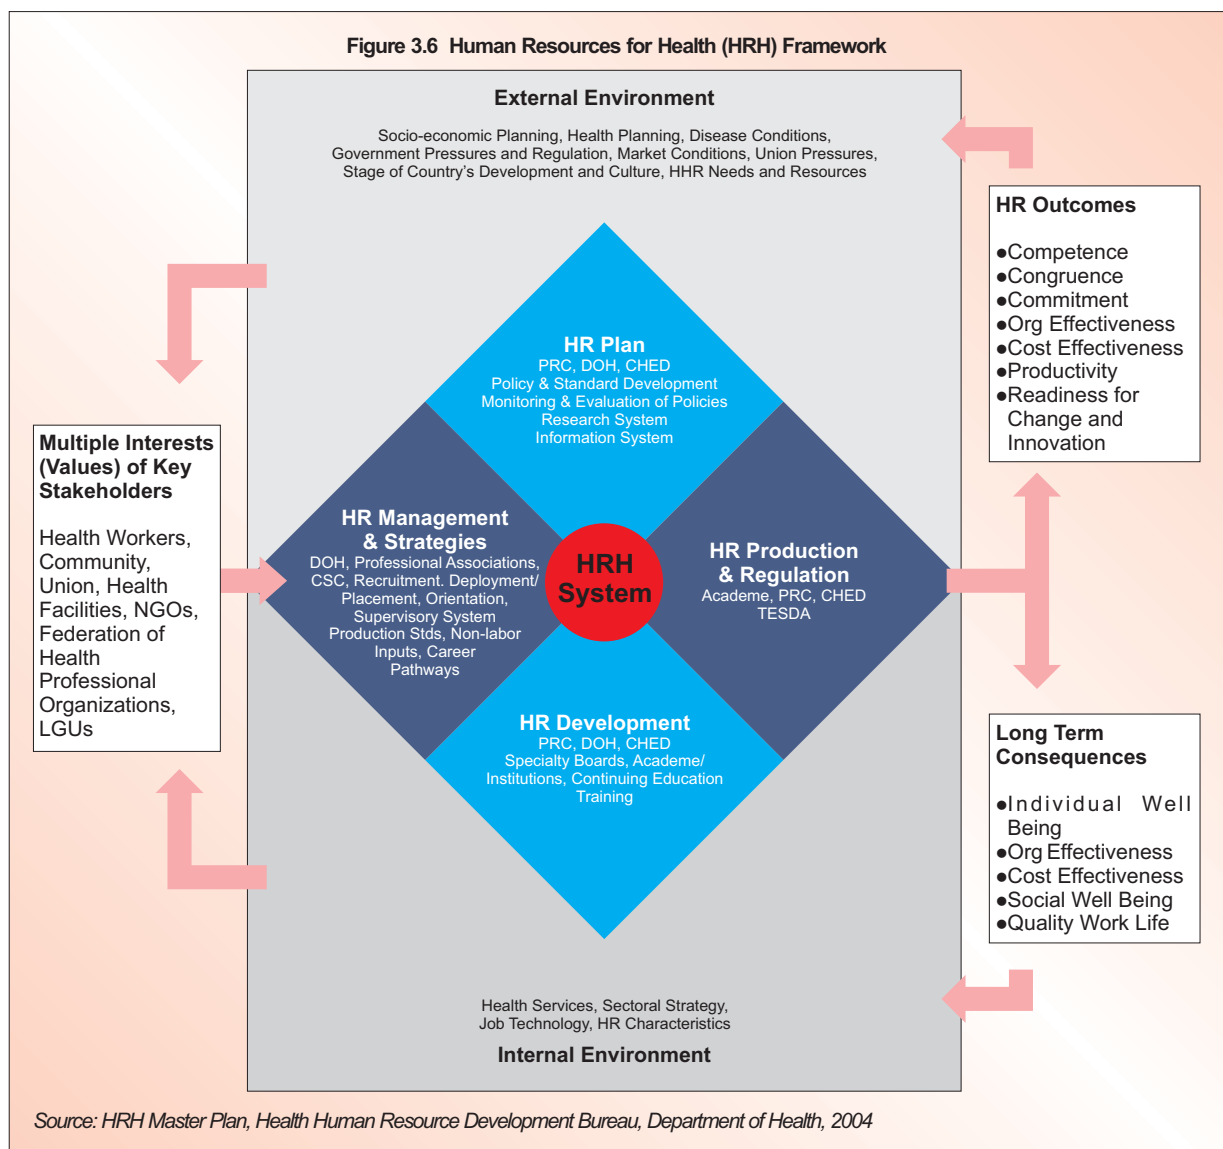 Figure 3.6 Human Resources for Health (HRH) Framework
External Environment
Socio-economic Planning, Health Planning, Disease Conditions,
Government Pressures and Regulation, Market Conditions, Union Pressures,
Stage of Country's Development and Culture, HHR Needs and Resources
HR Plan
PRC, DOH, CHED
Policy & Standard Development
Monitoring & Evaluation of Policies
Research System
Information System
Multiple Interests
(Values) of Key
Stakeholders
Health Workers,
Community,
Union, Health
Facilities, NGOs,
Federation of
Health
Professional
Organizations,
LGUs
HR Management
& Strategies
DOH, Professional Associations,
CSC, Recruitment. Deployment/
Placement, Orientation,
Supervisory System
Production Stds, Non-labor
Inputs, Career
Pathways
HRH
System
HR Production
& Regulation
Academe, PRC, CHED
TESDA
HR Development
PRC, DOH, CHED
Specialty Boards, Academe/
Institutions, Continuing Education
Training
HR Outcomes
●Competence
●Congruence
●Commitment
●Org Effectiveness
●Cost Effectiveness
●Productivity
●Readiness for
Change and
Innovation
Long Term
Consequences
●Individual Well
Being
●Org Effectiveness
●Cost Effectiveness
●Social Well Being
●Quality Work Life
Health Services, Sectoral Strategy,
Job Technology, HR Characteristics
Internal Environment
Source: HRH Master Plan, Health Human Resource Development Bureau, Department of Health, 2004